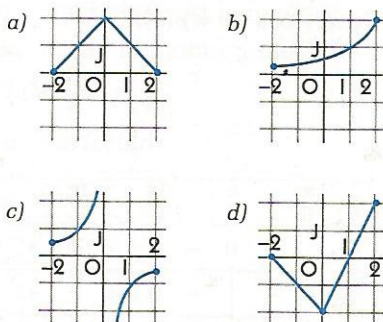 a) b)
J J
−2 O I 2 −2 O I 2
c) d)
J 2 −2 J
−2 O I O I 2